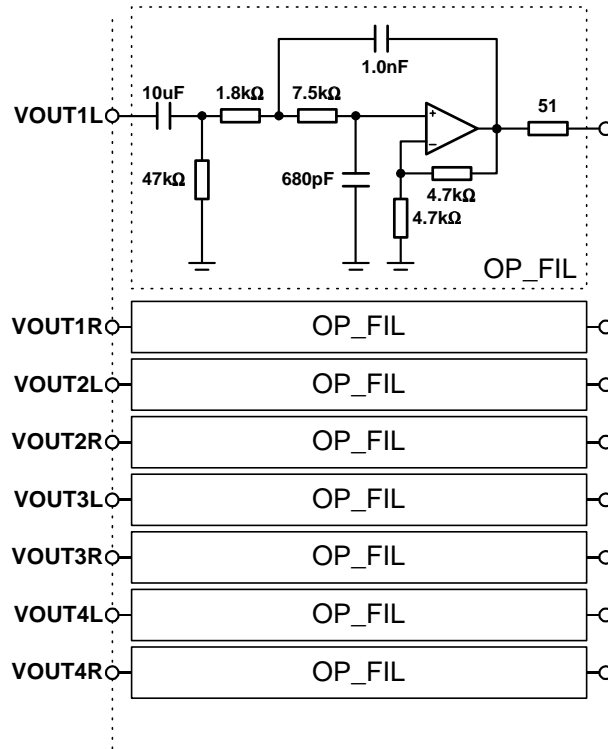 1.0nF
10uF
1.8kΩ
7.5kΩ
51
VOUT1L
+
−
47kΩ
680pF
4.7kΩ
4.7kΩ
OP_FIL
VOUT1R OP_FIL
VOUT2L OP_FIL
VOUT2R OP_FIL
VOUT3L OP_FIL
VOUT3R OP_FIL
VOUT4L OP_FIL
VOUT4R OP_FIL